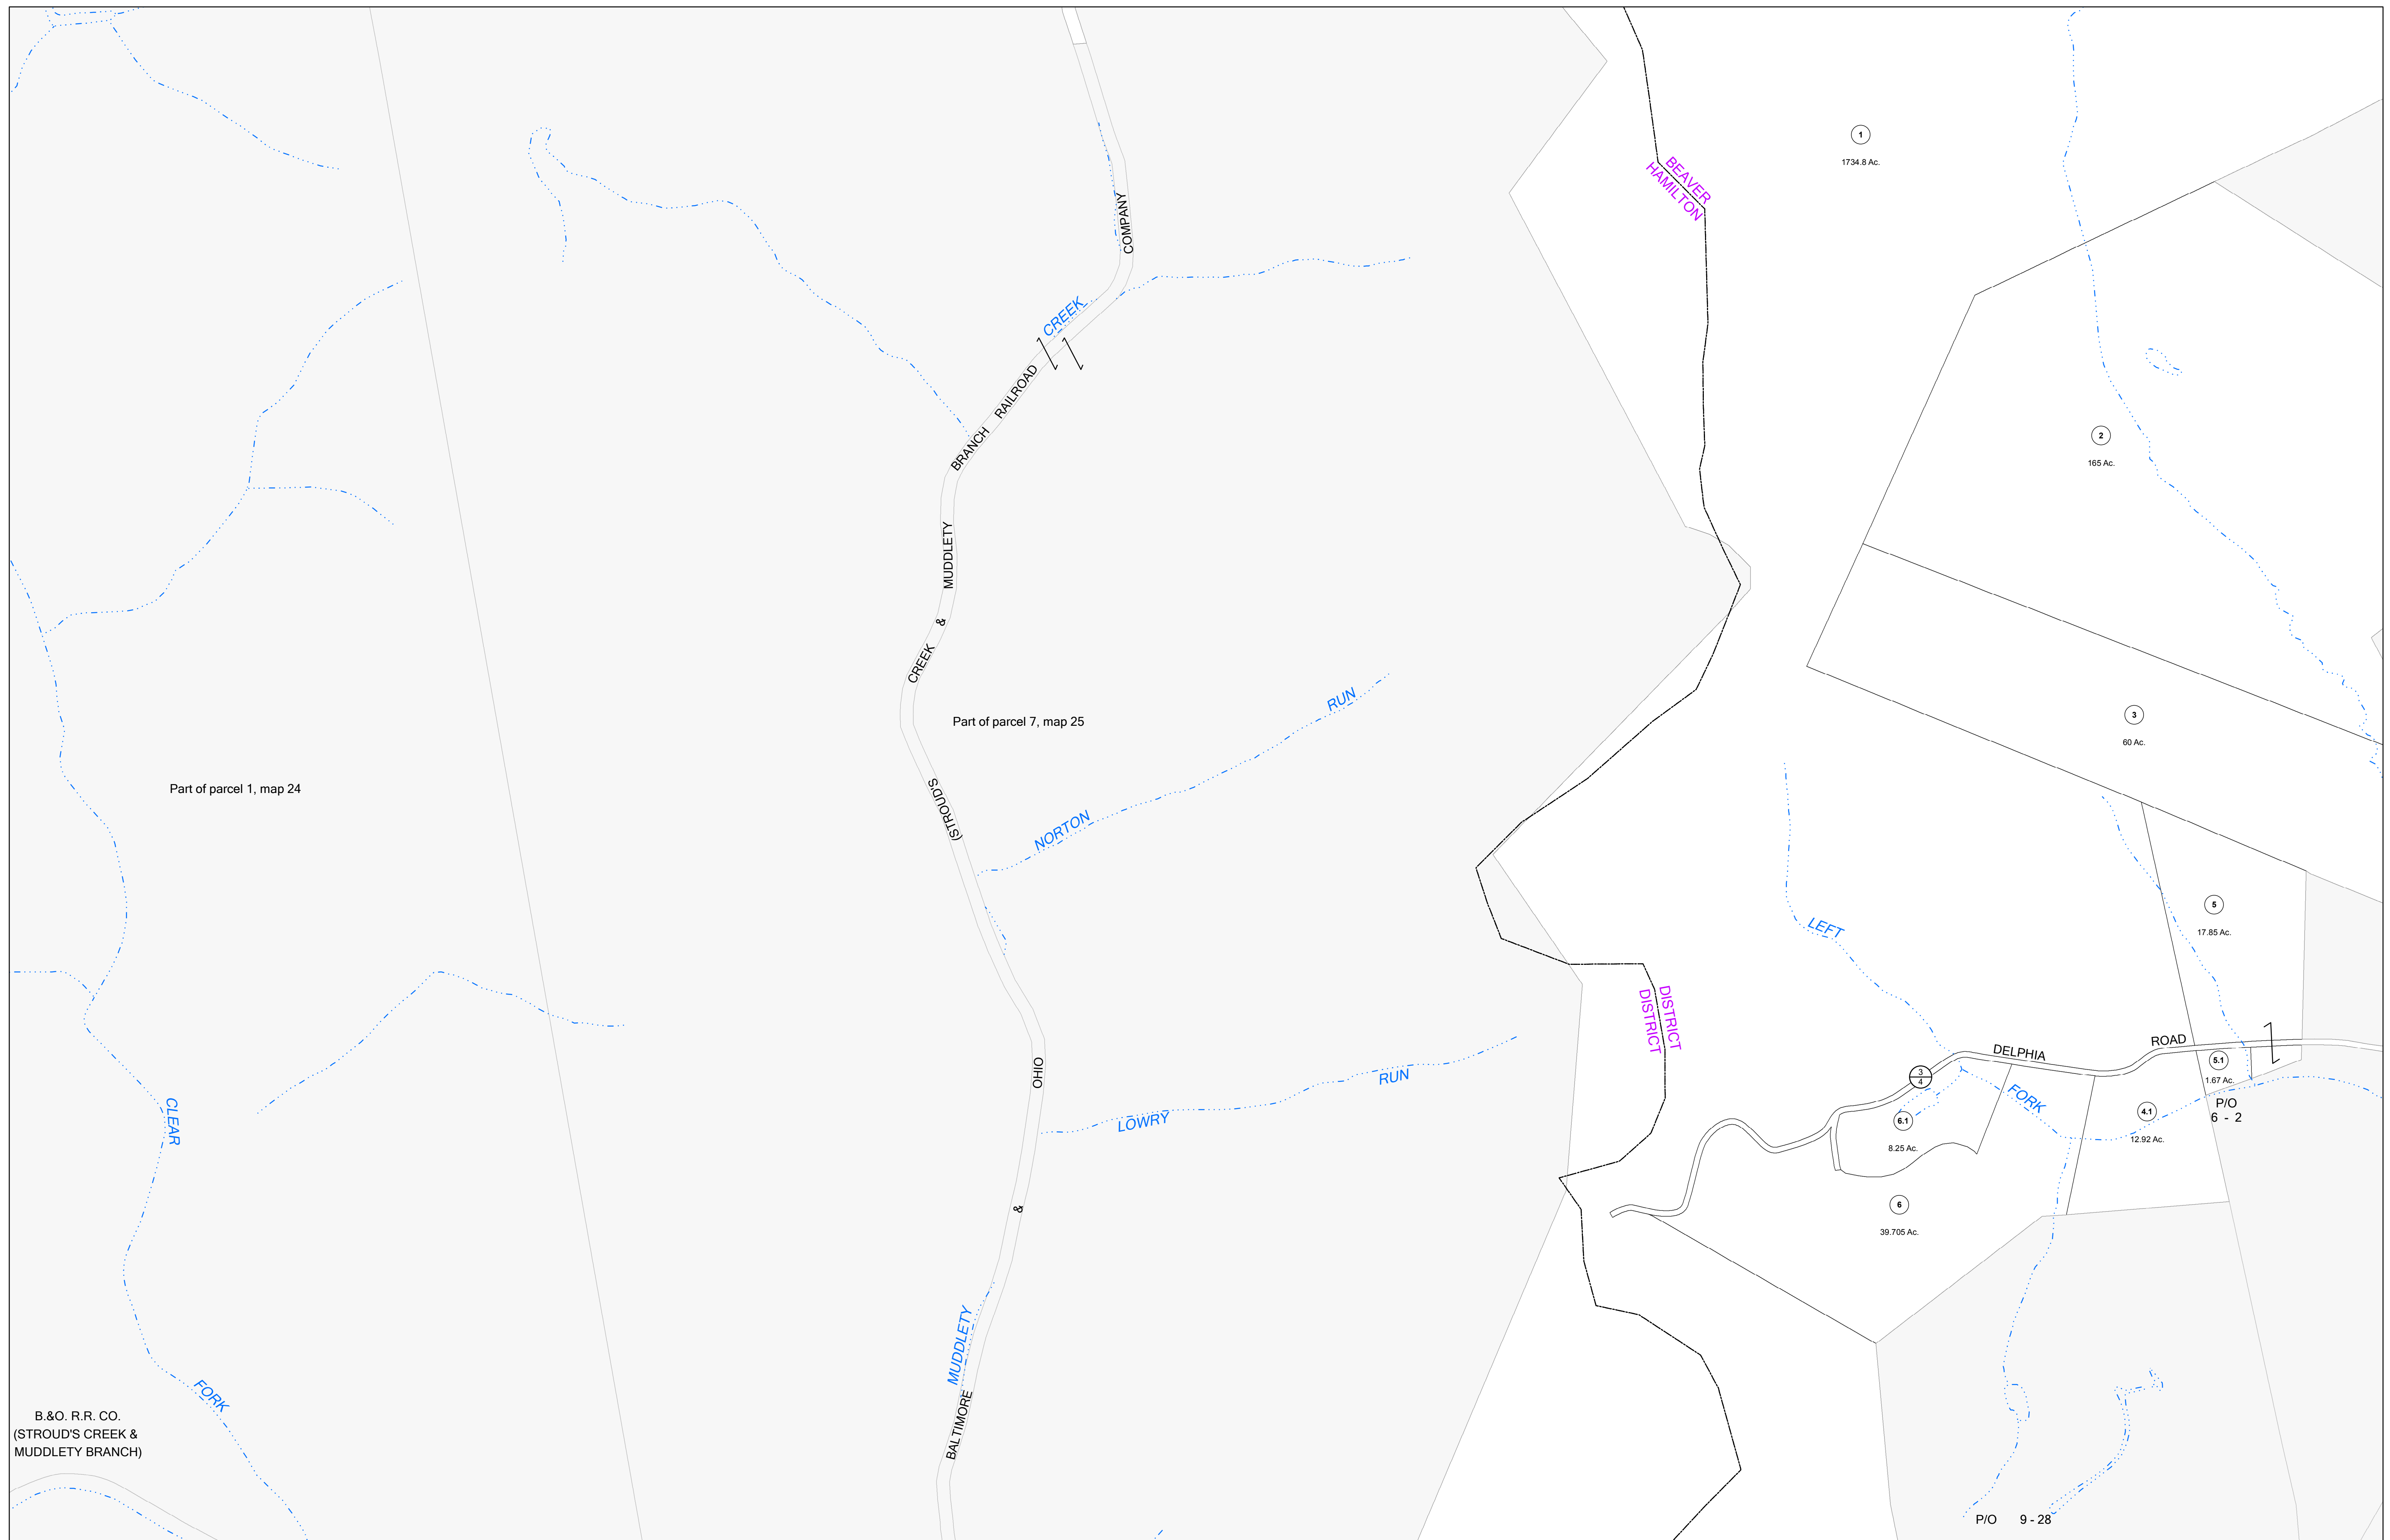 1
1734.8 Ac.
BEAVER
HAMILTON
COMPANY
CREEK
RAILROAD
BRANCH
2
165 Ac.
MUDDLETY
&
CREEK
RUN
3
60 Ac.
Part of parcel 7, map 25
Part of parcel 1, map 24
(STROUD'S
NORTON
5
17.85 Ac.
LEFT
DISTRICT
DISTRICT
ROAD
DELPHIA
5.1
1.67 Ac.
OHIO
RUN
3
4
FORK
P/O
6 - 2
4.1
12.92 Ac.
6.1
8.25 Ac.
LOWRY
CLEAR
&
6
39.705 Ac.
MUDDLETY
FORK
BALTIMORE
B.&O. R.R. CO.
(STROUD'S CREEK &
MUDDLETY BRANCH)
P/O 9 - 28